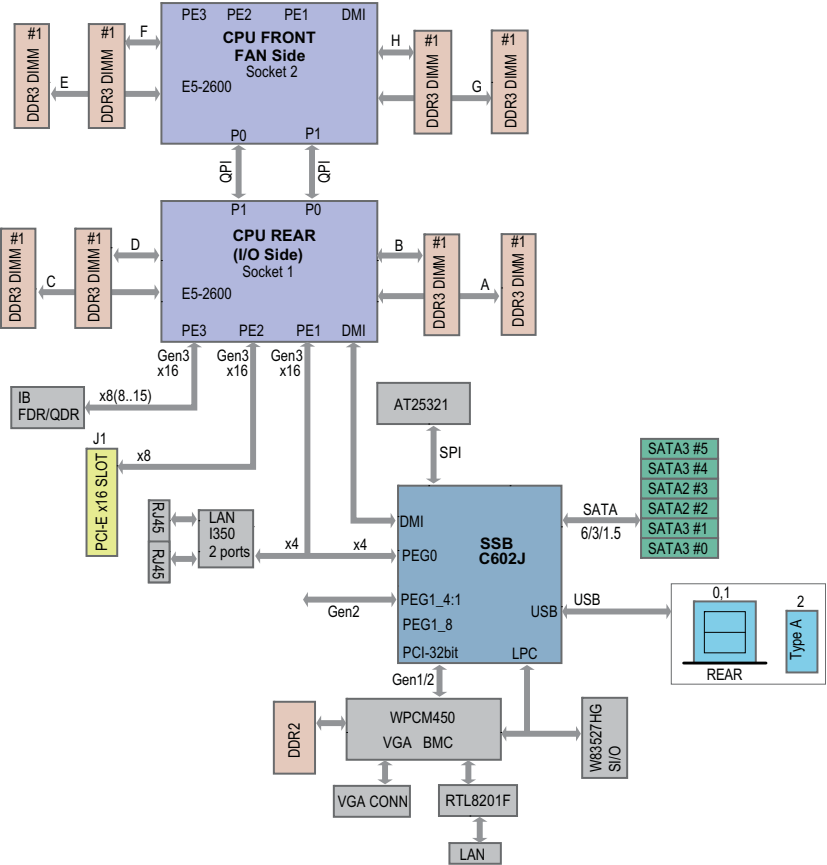 PE3 PE2 PE1 DMI
CPU FRONT
FAN Side
Socket 2
E5-2600
P0 P1
#1
DDR3 DIMM
#1
DDR3 DIMM
F
E
H
G
#1
DDR3 DIMM
#1
DDR3 DIMM
QPI
QPI
P1 P0
CPU REAR
(I/O Side)
Socket 1
E5-2600
PE3 PE2 PE1 DMI
#1
DDR3 DIMM
#1
DDR3 DIMM
D
C
B
A
#1
DDR3 DIMM
#1
DDR3 DIMM
Gen3
x16
Gen3
x16
Gen3
x16
IB
FDR/QDR
x8(8..15)
J1
PCI-E x16 SLOT
x8
AT25321
SPI
RJ45
RJ45
LAN
I350
2 ports
x4
x4
DMI
PEG0
SSB
C602J
PEG1_4:1
PEG1_8
PCI-32bit
LPC
USB
Gen2
SATA
6/3/1.5
SATA3 #5
SATA3 #4
SATA2 #3
SATA2 #2
SATA3 #1
SATA3 #0
USB
0,1
REAR
2
Type A
Gen1/2
DDR2
WPCM450
VGA BMC
W83527HG
SI/O
VGA CONN
RTL8201F
LAN